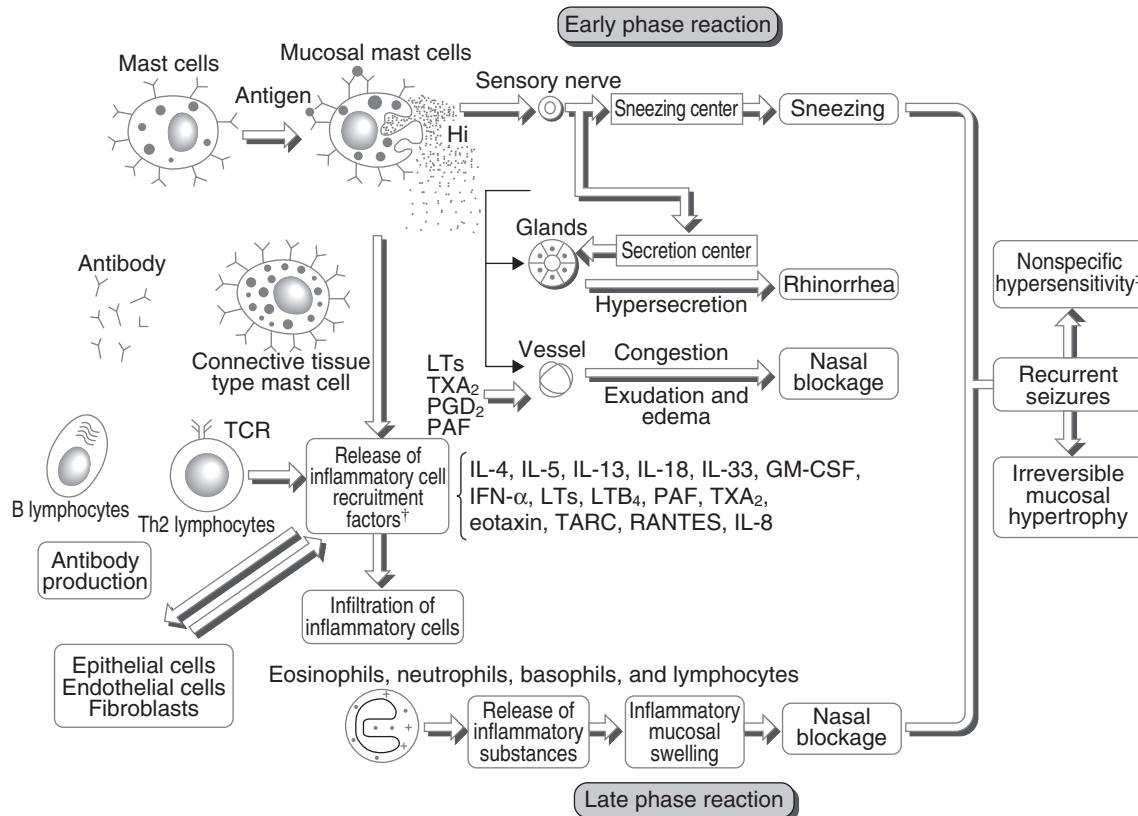 Early phase reaction
Mast cells
Mucosal mast cells
Antigen
Hi
Sensory nerve
Sneezing center
Sneezing
Glands
Secretion center
Hypersecretion
Rhinorrhea
Antibody
Connective tissue
type mast cell
LTs
TXA₂
PGD₂
PAF
Vessel
Congestion
Exudation and
edema
Nasal
blockage
Nonspecific
hypersensitivity‡
Recurrent
seizures
Irreversible
mucosal
hypertrophy
B lymphocytes
TCR
Th2 lymphocytes
Release of
inflammatory cell
recruitment
factors†
IL-4, IL-5, IL-13, IL-18, IL-33, GM-CSF,
IFN-α, LTs, LTB₄, PAF, TXA₂,
eotaxin, TARC, RANTES, IL-8
Antibody
production
Infiltration of
inflammatory cells
Epithelial cells
Endothelial cells
Fibroblasts
Eosinophils, neutrophils, basophils, and lymphocytes
Release of
inflammatory
substances
Inflammatory
mucosal
swelling
Nasal
blockage
Late phase reaction